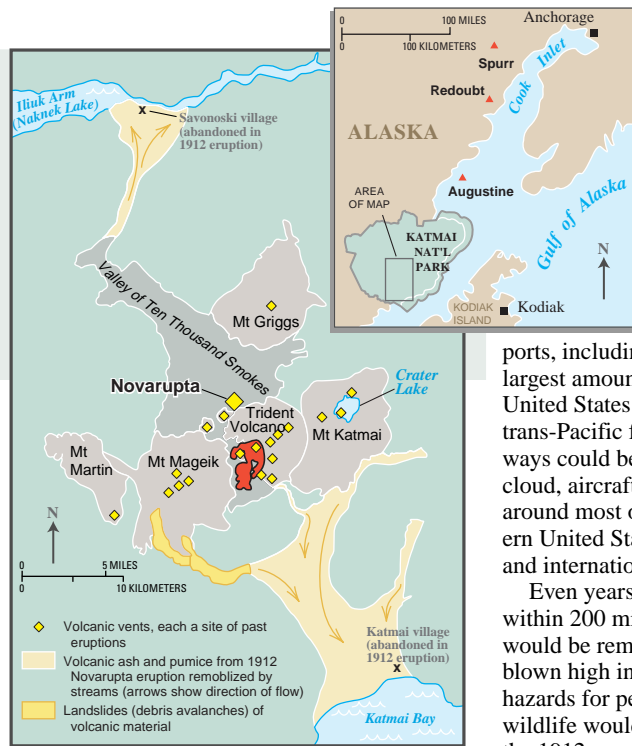 0 100 MILES
0 100 KILOMETERS
Anchorage
Spurr
Redoubt
Cook Inlet
ALASKA
Augustine
AREA
OF MAP
KATMAI
NAT'L
PARK
Gulf of Alaska
N
KODIAK
ISLAND
Kodiak
Iliuk Arm
(Naknek Lake)
x
Savonoski village
(abandoned in
1912 eruption)
Valley of Ten Thousand Smokes
Mt Griggs
Novarupta
Crater
Lake
Trident
Volcano
Mt Katmai
Mt
Martin
Mt Mageik
N
0 5 MILES
0 10 KILOMETERS
Katmai village
(abandoned in
1912 eruption)
x
Katmai Bay
Volcanic vents, each a site of past
eruptions
Volcanic ash and pumice from 1912
Novarupta eruption remoblized by
streams (arrows show direction of flow)
Landslides (debris avalanches) of
volcanic material
ports, including
largest amoun
United States
trans-Pacific f
ways could be
cloud, aircraft
around most o
ern United Sta
and internatio
Even years
within 200 mi
would be rem
blown high in
hazards for pe
wildlife would
the 1912